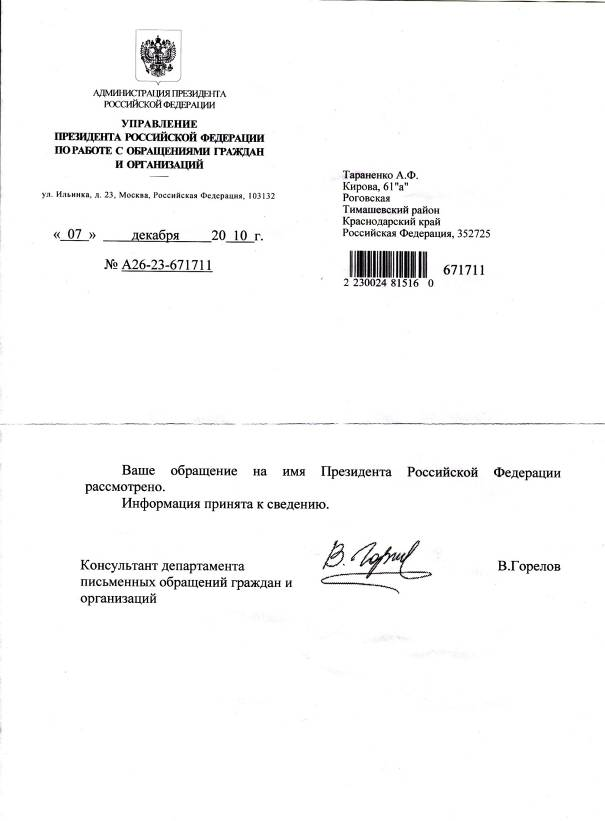 АДМИНИСТРАЦИЯ ПРЕЗИДЕНТА
РОССИЙСКОЙ ФЕДЕРАЦИИ
УПРАВЛЕНИЕ
ПРЕЗИДЕНТА РОССИЙСКОЙ ФЕДЕРАЦИИ
ПО РАБОТЕ С ОБРАЩЕНИЯМИ ГРАЖДАН
И ОРГАНИЗАЦИЙ
ул. Ильинка, д. 23, Москва, Российская Федерация, 103132
« 07 » декабря 20 10 г.
№ А26-23-671711
Тараненко А.Ф.
Кирова, 61"а"
Роговская
Тимашевский район
Краснодарский край
Российская Федерация, 352725
671711
2 230024 81516 0
Ваше обращение на имя Президента Российской Федерации
рассмотрено.
Информация принята к сведению.
Консультант департамента
письменных обращений граждан и
организаций
В. Горелов
В.Горелов